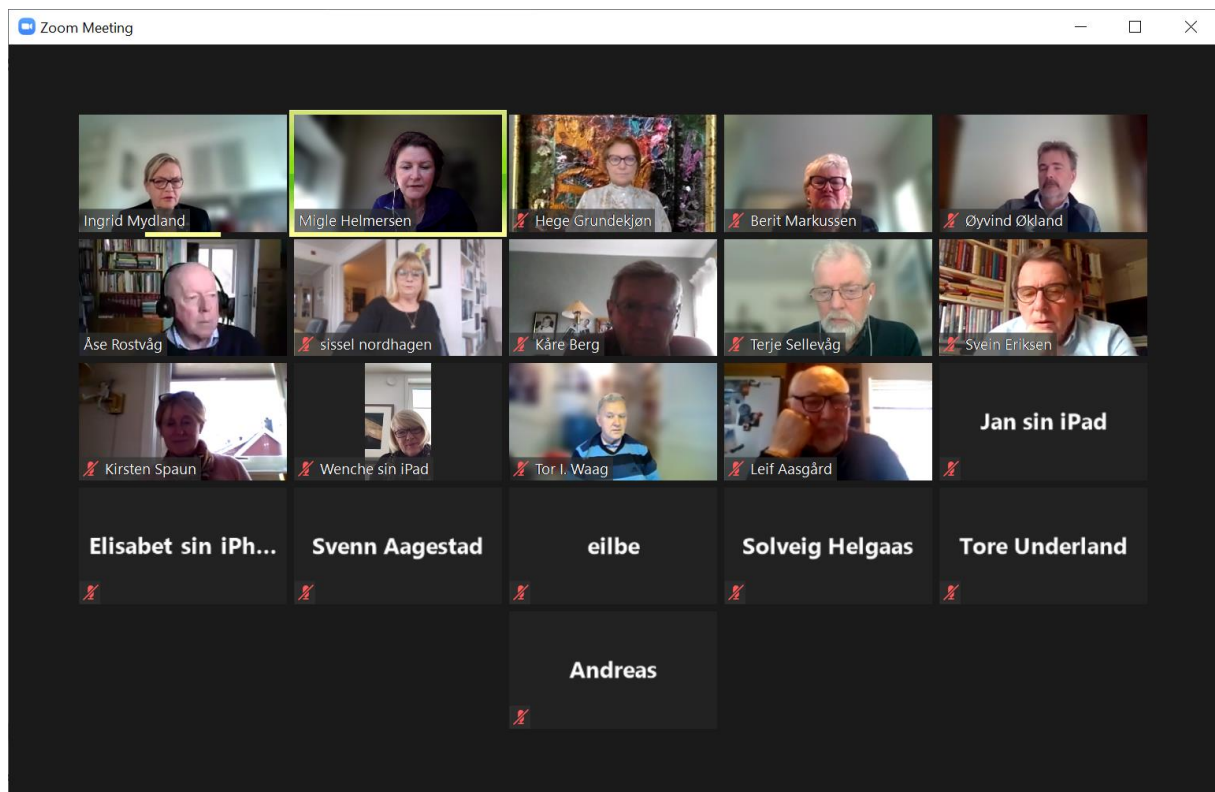 Zoom Meeting
Ingrid Mydland
Migle Helmersen
Hege Grundekjøn
Berit Markussen
Øyvind Økland
Åse Rostvåg
sissel nordhagen
Kåre Berg
Terje Sellevåg
Svein Eriksen
Kirsten Spaun
Wenche sin iPad
Tor I. Waag
Leif Aasgård
Jan sin iPad
Elisabet sin iPh...
Svenn Aagestad
eilbe
Solveig Helgaas
Tore Underland
Andreas